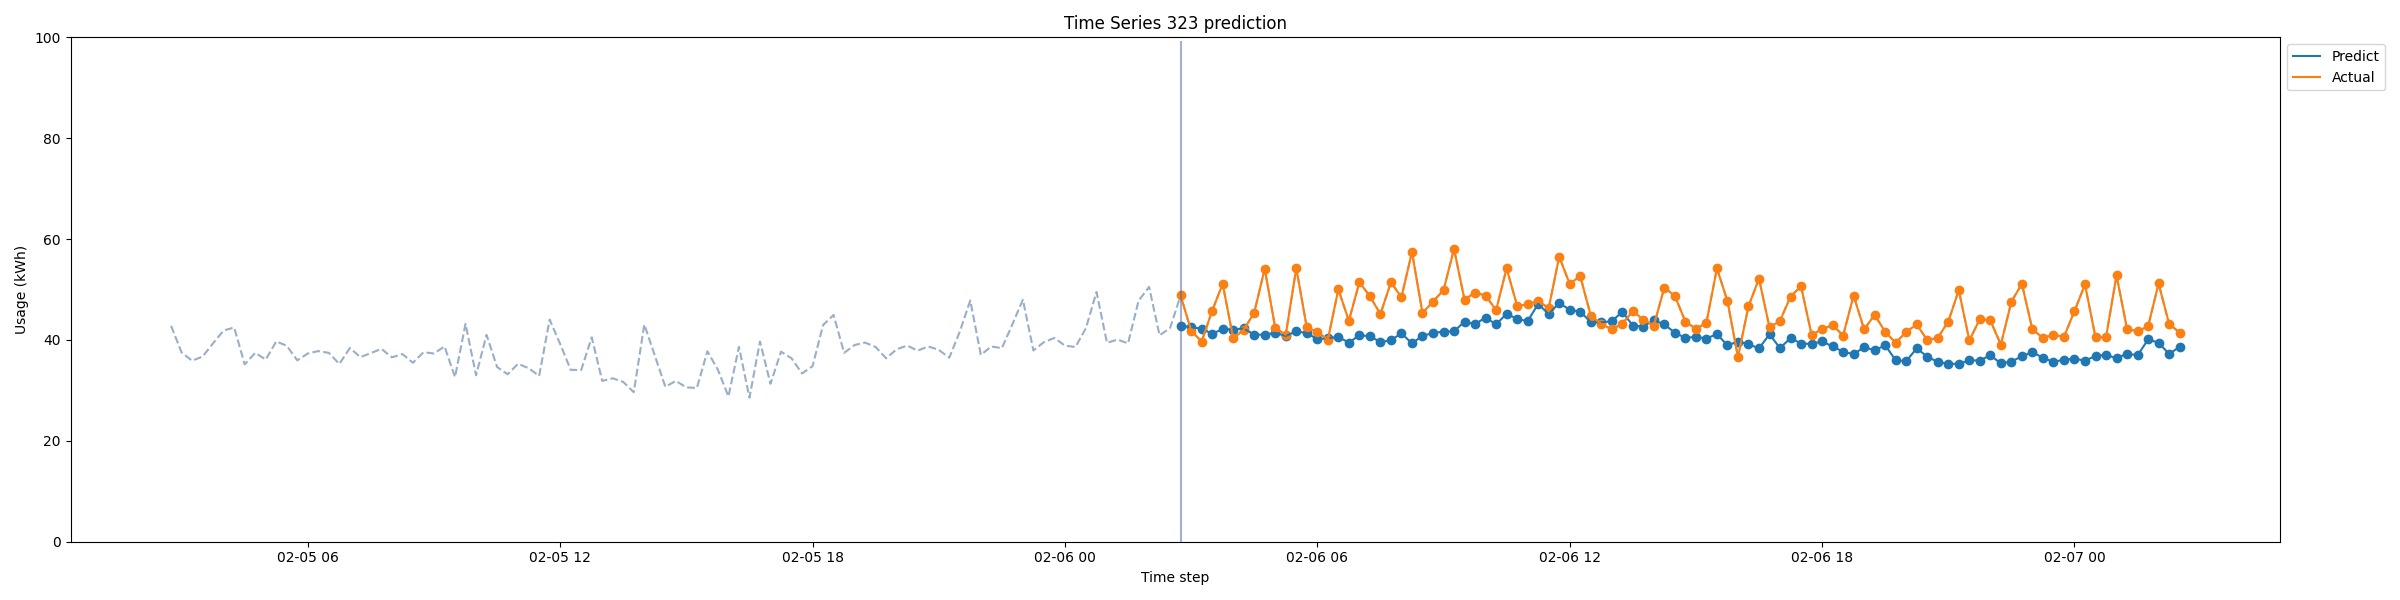 Time Series 323 prediction
Predict
Actual
100
80
60
40
20
0
Usage (kWh)
02-05 06
02-05 12
02-05 18
02-06 00
02-06 06
02-06 12
02-06 18
02-07 00
Time step